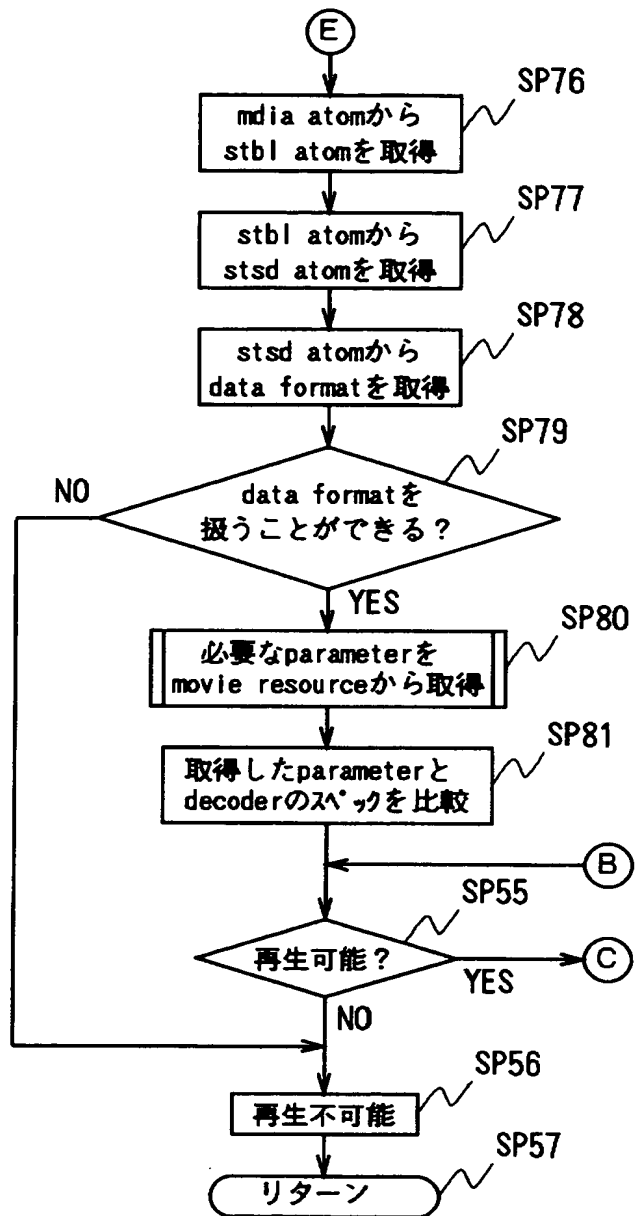 E
SP76
mdia atomから
stbl atomを取得
SP77
stbl atomから
stsd atomを取得
SP78
stsd atomから
data formatを取得
SP79
NO
data formatを
扱うことができる?
YES
SP80
必要なparameterを
movie resourceから取得
SP81
取得したparameterと
decoderのスペックを比較
B
SP55
再生可能?
YES
C
NO
SP56
再生不可能
SP57
リターン